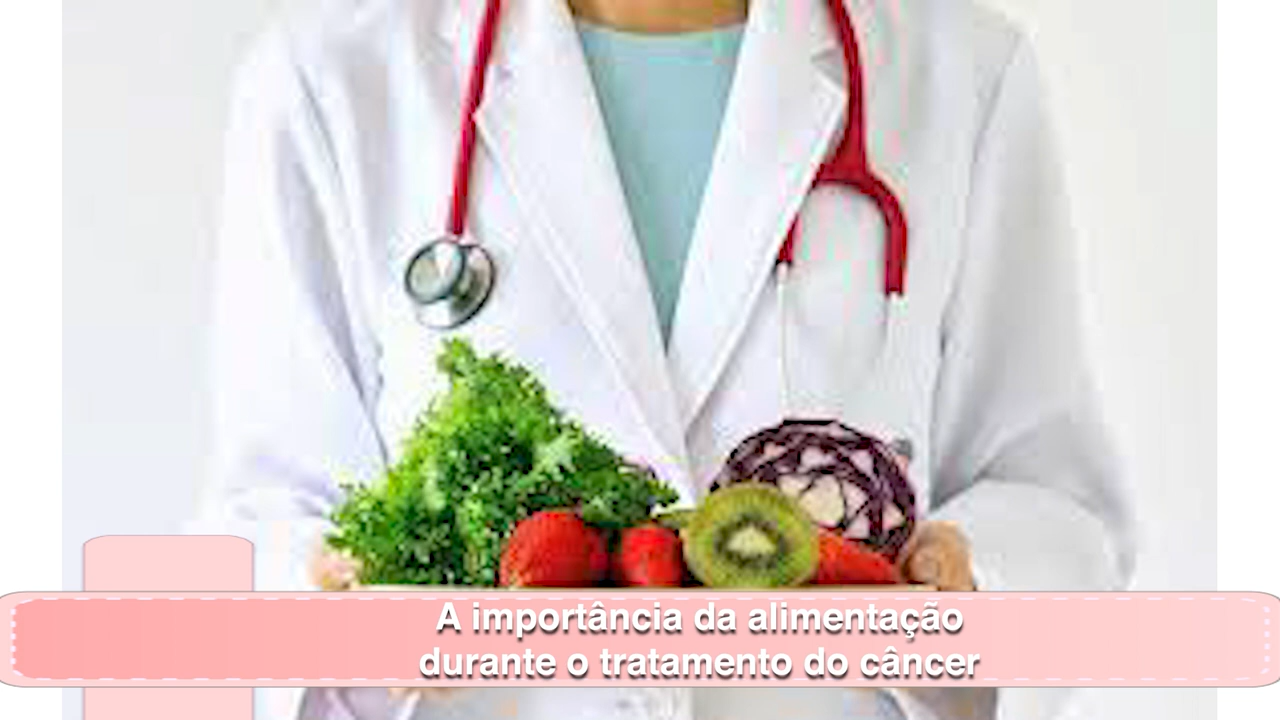 A importância da alimentação
durante o tratamento do câncer